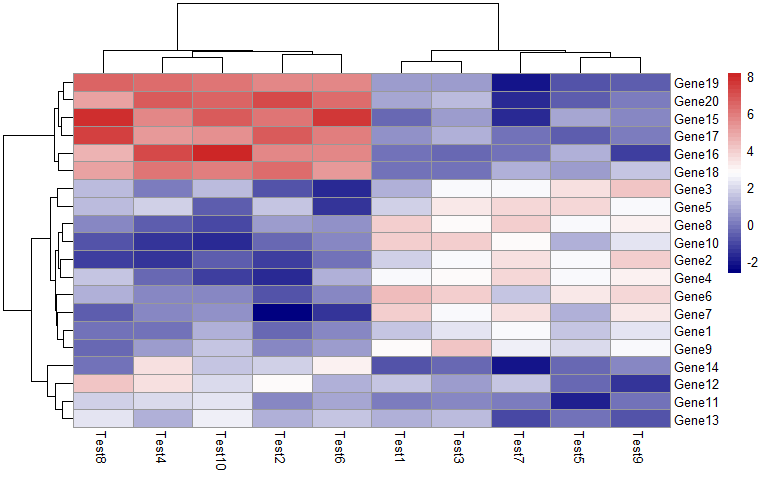 8
6
4
2
0
-2
Gene19
Gene20
Gene15
Gene17
Gene16
Gene18
Gene3
Gene5
Gene8
Gene10
Gene2
Gene4
Gene6
Gene7
Gene1
Gene9
Gene14
Gene12
Gene11
Gene13
Test8 Test4 Test10 Test2 Test6 Test1 Test3 Test7 Test5 Test9